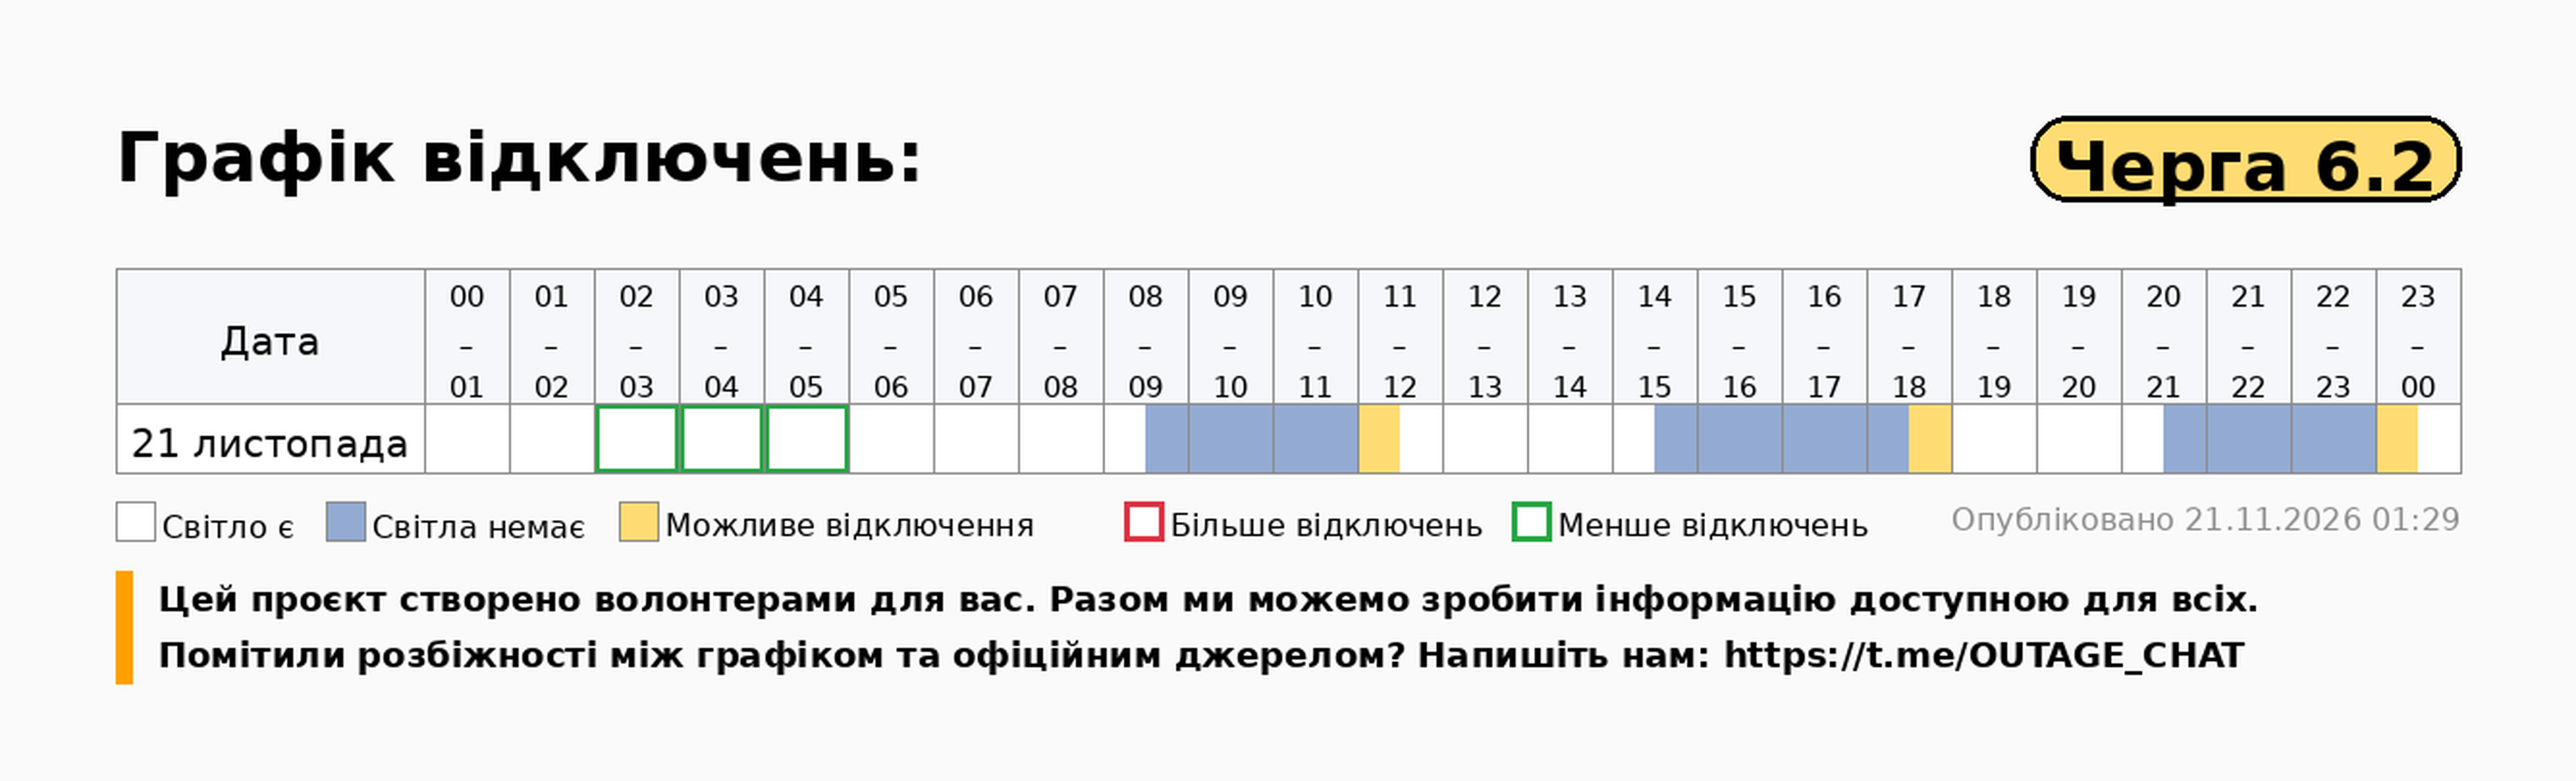 Графік відключень:
Черга 6.2
Дата
00 – 01
01 – 02
02 – 03
03 – 04
04 – 05
05 – 06
06 – 07
07 – 08
08 – 09
09 – 10
10 – 11
11 – 12
12 – 13
13 – 14
14 – 15
15 – 16
16 – 17
17 – 18
18 – 19
19 – 20
20 – 21
21 – 22
22 – 23
23 – 00
21 листопада
Світло є
Світла немає
Можливе відключення
Більше відключень
Менше відключень
Опубліковано 21.11.2026 01:29
Цей проєкт створено волонтерами для вас. Разом ми можемо зробити інформацію доступною для всіх.
Помітили розбіжності між графіком та офіційним джерелом? Напишіть нам: https://t.me/OUTAGE_CHAT